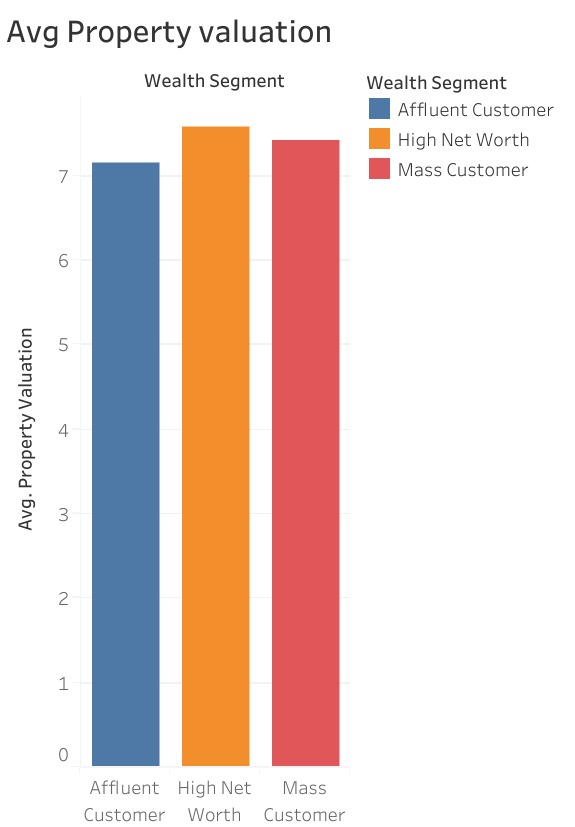 Avg Property valuation
Wealth Segment
Wealth Segment
Affluent Customer
High Net Worth
Mass Customer
Avg. Property Valuation
7
6
5
4
3
2
1
0
Affluent
Customer
High Net
Worth
Mass
Customer